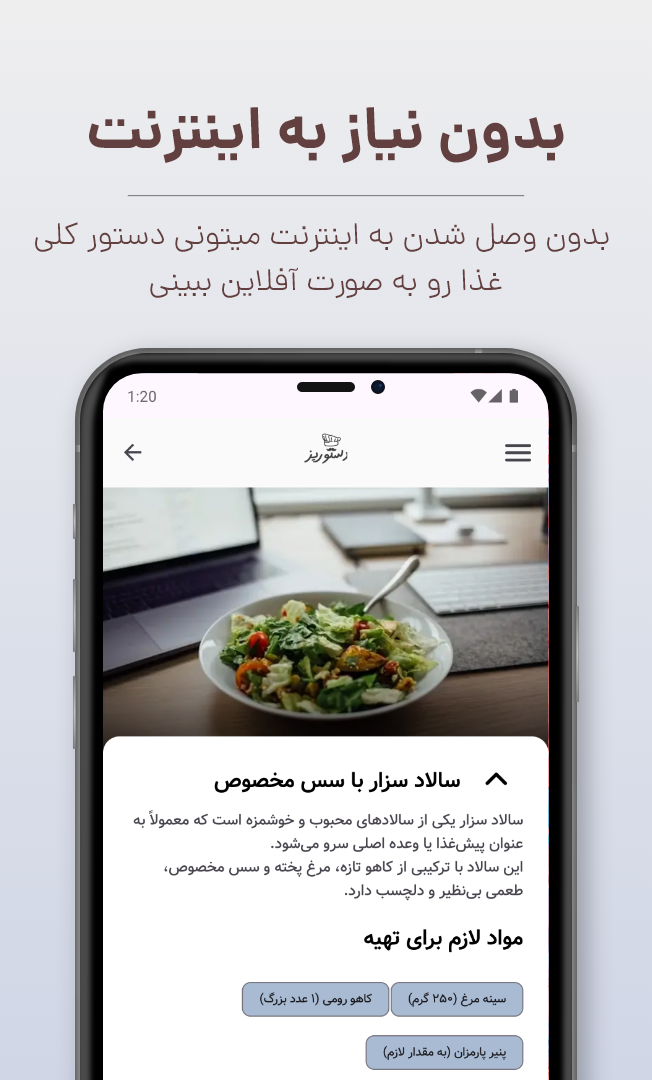 بدون نیاز به اینترنت
بدون وصل شدن به اینترنت میتونی دستور کلی
غذا رو به صورت آفلاین ببینی
1:20
رستوریز
سالاد سزار با سس مخصوص
سالاد سزار یکی از سالادهای محبوب و خوشمزه است که معمولاً به
عنوان پیش‌غذا یا وعده اصلی سرو می‌شود.
این سالاد با ترکیبی از کاهو تازه، مرغ پخته و سس مخصوص،
طعمی بی‌نظیر و دلچسب دارد.
مواد لازم برای تهیه
سینه مرغ (۲۵۰ گرم) کاهو رومی (۱ عدد بزرگ)
پنیر پارمزان (به مقدار لازم)